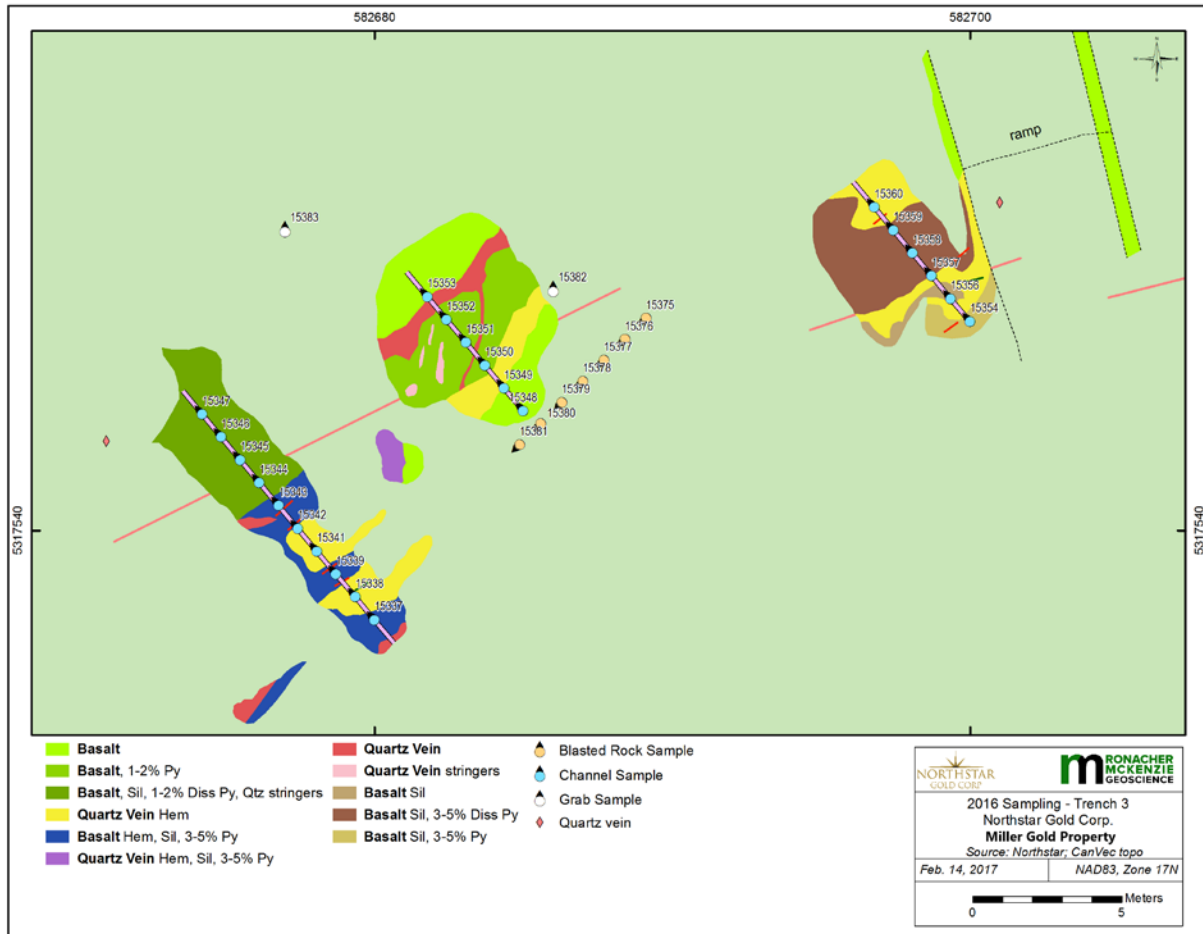 582680
582700
N
ramp
15383
15360
15359
15358
15357
15356
15354
15382
15353
15352
15351
15350
15349
15348
15375
15376
15377
15378
15379
15380
15381
15347
15346
15345
15344
15343
15342
15341
15339
15338
15337
5317540
5317540
Basalt
Basalt, 1-2% Py
Basalt, Sil, 1-2% Diss Py, Qtz stringers
Quartz Vein Hem
Basalt Hem, Sil, 3-5% Py
Quartz Vein Hem, Sil, 3-5% Py
Quartz Vein
Quartz Vein stringers
Basalt Sil
Basalt Sil, 3-5% Diss Py
Basalt Sil, 3-5% Py
Blasted Rock Sample
Channel Sample
Grab Sample
Quartz vein
NORTHSTAR
GOLD CORP
RONACHER
MCKENZIE
GEOSCIENCE
2016 Sampling - Trench 3
Northstar Gold Corp.
Miller Gold Property
Source: Northstar; CanVec topo
Feb. 14, 2017
NAD83, Zone 17N
Meters
0 5